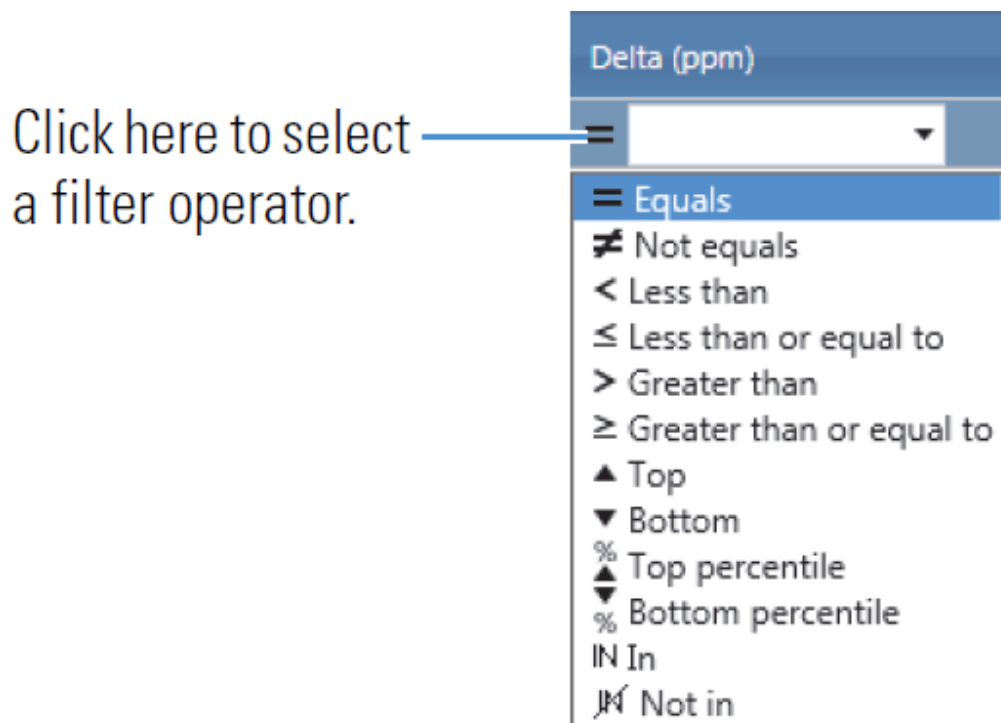 Delta (ppm)
Click here to select
a filter operator.
=
= Equals
≠ Not equals
< Less than
≤ Less than or equal to
> Greater than
≥ Greater than or equal to
▲ Top
▼ Bottom
% ▲ Top percentile
▼ % Bottom percentile
IN In
IN Not in